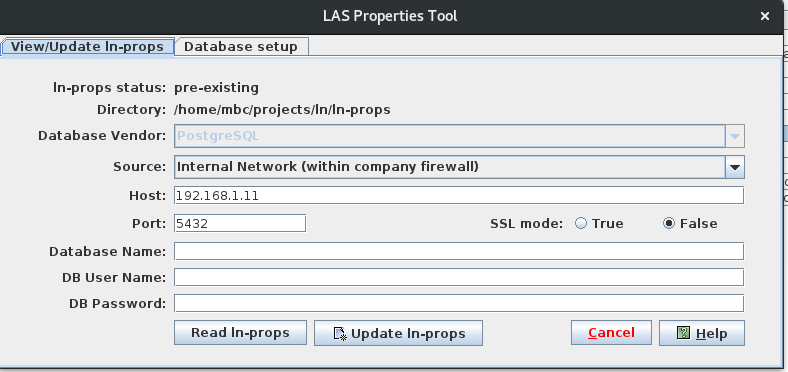 LAS Properties Tool ×
View/Update ln-props Database setup
ln-props status: pre-existing
Directory: /home/mbc/projects/ln/ln-props
Database Vendor: PostgreSQL
Source: Internal Network (within company firewall)
Host: 192.168.1.11
Port: 5432 SSL mode: True False
Database Name:
DB User Name:
DB Password:
Read ln-props Update ln-props Cancel Help